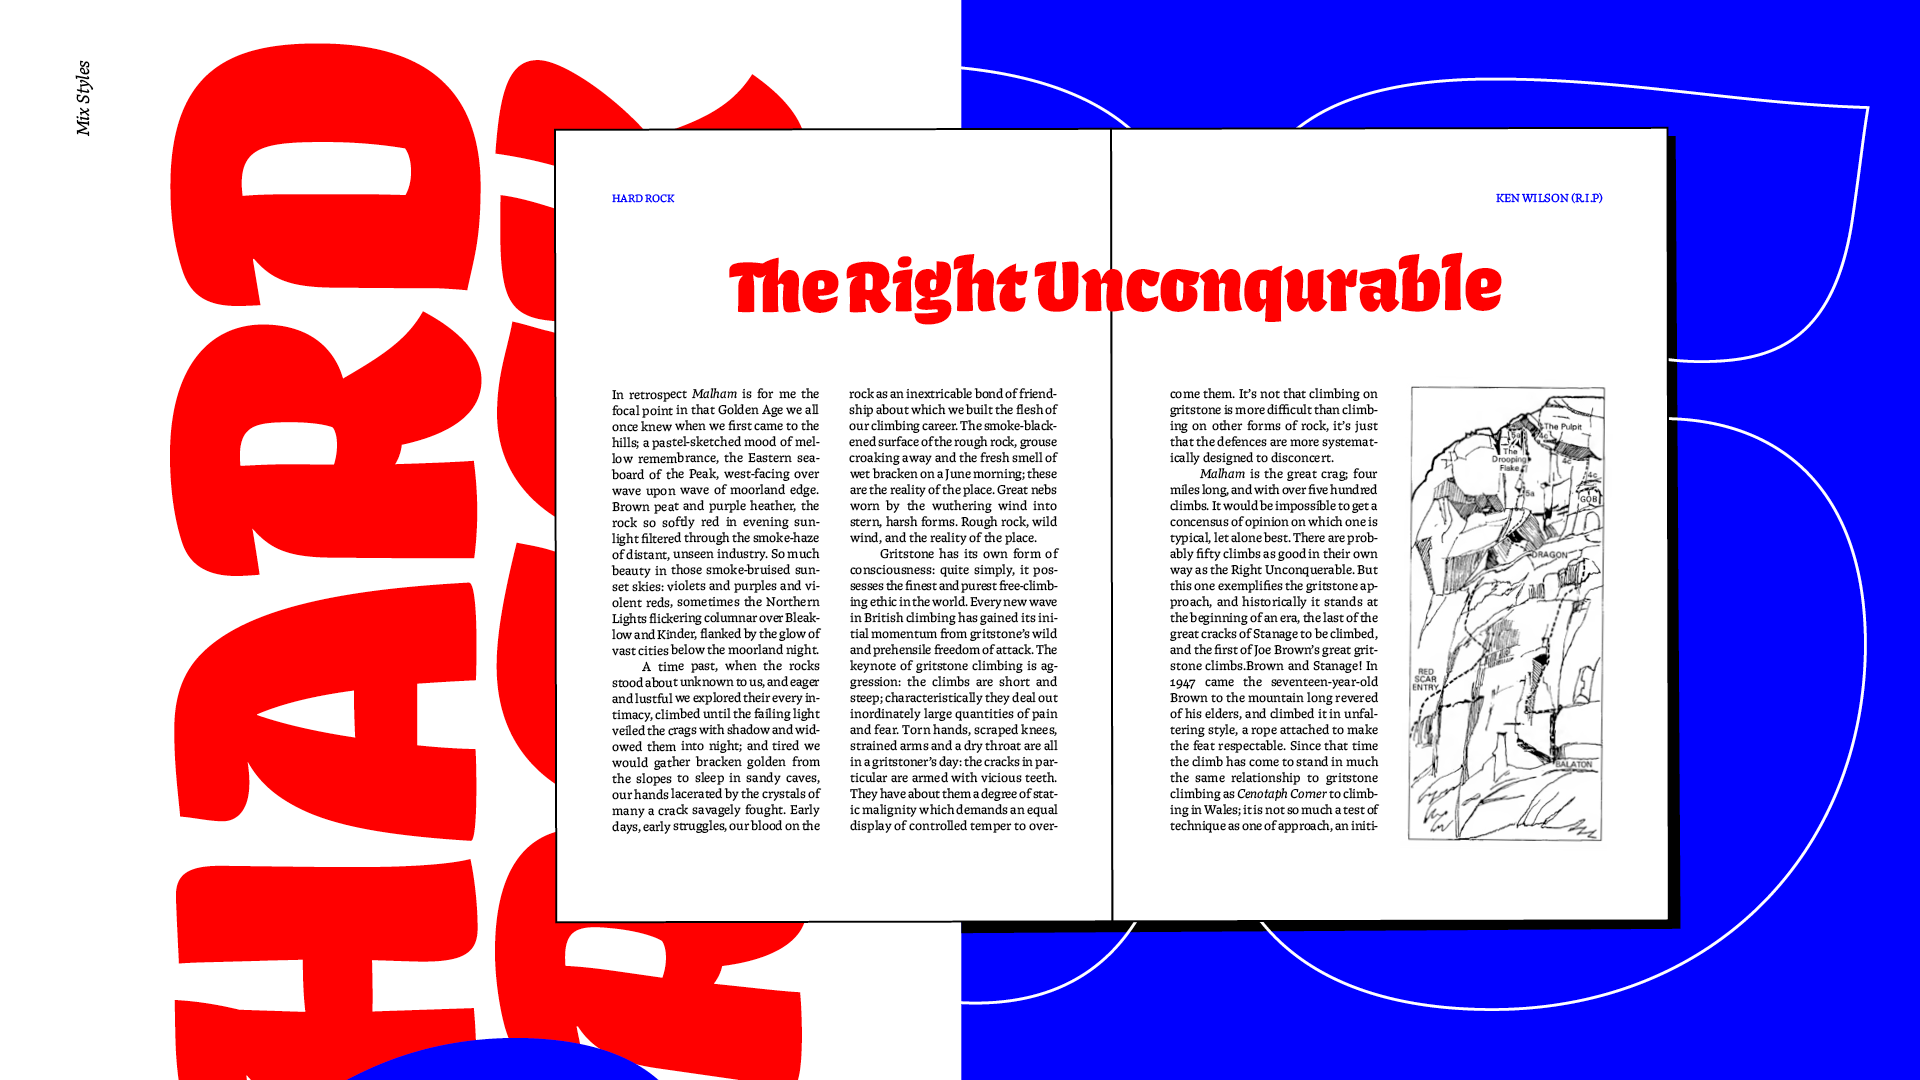 Mix Styles
HARD
ROCK
HARD ROCK
KEN WILSON (R.I.P)
The Right Unconqurable
In retrospect Malham is for me the
focal point in that Golden Age we all
once knew when we first came to the
hills; a pastel-sketched mood of mel-
low remembrance, the Eastern sea-
board of the Peak, west-facing over
wave upon wave of moorland edge.
Brown peat and purple heather, the
rock so softly red in evening sun-
light filtered through the smoke-haze
of distant, unseen industry. So much
beauty in those smoke-bruised sun-
set skies: violets and purples and vi-
olent reds, sometimes the Northern
Lights flickering columnar over Bleak-
low and Kinder, flanked by the glow of
vast cities below the moorland night.
A time past, when the rocks
stood about unknown to us, and eager
and lustful we explored their every in-
timacy, climbed until the failing light
veiled the crags with shadow and wid-
owed them into night; and tired we
would gather bracken golden from
the slopes to sleep in sandy caves,
our hands lacerated by the crystals of
many a crack savagely fought. Early
days, early struggles, our blood on the
rock as an inextricable bond of friend-
ship about which we built the flesh of
our climbing career. The smoke-black-
ened surface of the rough rock, grouse
croaking away and the fresh smell of
wet bracken on a June morning; these
are the reality of the place. Great nebs
worn by the wuthering wind into
stern, harsh forms. Rough rock, wild
wind, and the reality of the place.
Gritstone has its own form of
consciousness: quite simply, it pos-
sesses the finest and purest free-climb-
ing ethic in the world. Every new wave
in British climbing has gained its ini-
tial momentum from gritstone's wild
and prehensile freedom of attack. The
keynote of gritstone climbing is ag-
gression: the climbs are short and
steep; characteristically they deal out
inordinately large quantities of pain
and fear. Torn hands, scraped knees,
strained arms and a dry throat are all
in a gritstoner's day: the cracks in par-
ticular are armed with vicious teeth.
They have about them a degree of stat-
ic malignity which demands an equal
display of controlled temper to over-
come them. It's not that climbing on
gritstone is more difficult than climb-
ing on other forms of rock, it's just
that the defences are more systemat-
ically designed to disconcert.
Malham is the great crag; four
miles long, and with over five hundred
climbs. It would be impossible to get a
concensus of opinion on which one is
typical, let alone best. There are prob-
ably fifty climbs as good in their own
way as the Right Unconquerable. But
this one exemplifies the gritstone ap-
proach, and historically it stands at
the beginning of an era, the last of the
great cracks of Stanage to be climbed,
and the first of Joe Brown's great grit-
stone climbs.Brown and Stanage! In
1947 came the seventeen-year-old
Brown to the mountain long revered
of his elders, and climbed it in unfal-
tering style, a rope attached to make
the feat respectable. Since that time
the climb has come to stand in much
the same relationship to gritstone
climbing as Cenotaph Corner to climb-
ing in Wales; it is not so much a test of
technique as one of approach, an initi-
The Pulpit
5a
4c
The
Drooping
Flake
4c
4c
5a
GOB
DRAGON
RED
SCAR
ENTRY
BALATON